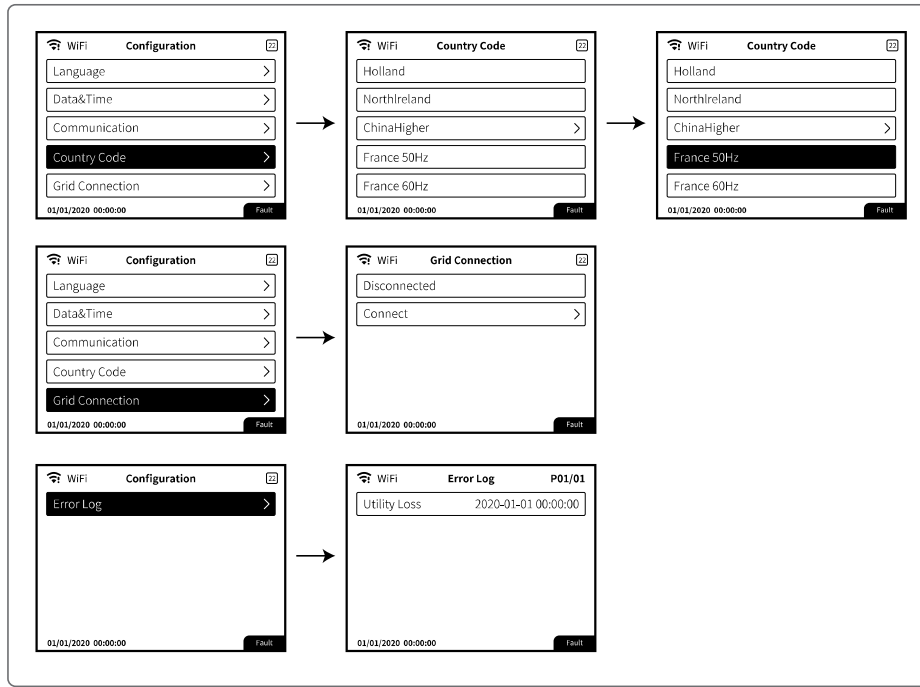 WiFi Configuration 22
Language
Data&Time
Communication
Country Code
Grid Connection
01/01/2020 00:00:00 Fault
WiFi Country Code 22
Holland
NorthIreland
ChinaHigher
France 50Hz
France 60Hz
01/01/2020 00:00:00 Fault
WiFi Country Code 22
Holland
NorthIreland
ChinaHigher
France 50Hz
France 60Hz
01/01/2020 00:00:00 Fault
WiFi Configuration 22
Language
Data&Time
Communication
Country Code
Grid Connection
01/01/2020 00:00:00 Fault
WiFi Grid Connection 22
Disconnected
Connect
01/01/2020 00:00:00 Fault
WiFi Configuration 22
Error Log
01/01/2020 00:00:00 Fault
WiFi Error Log P01/01
Utility Loss 2020-01-01 00:00:00
01/01/2020 00:00:00 Fault